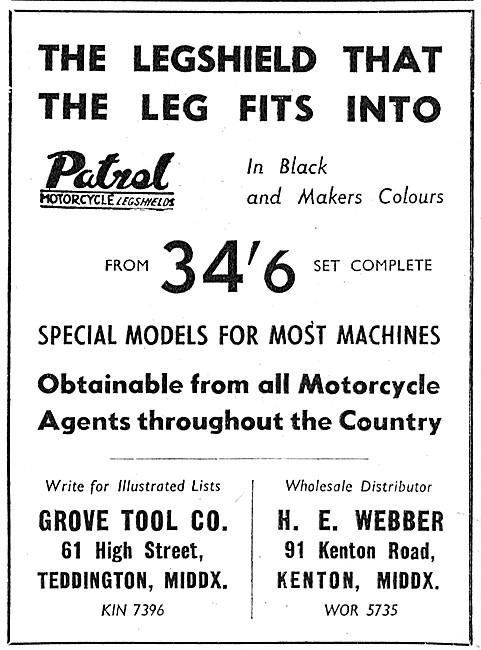 THE LEGSHIELD THAT
THE LEG FITS INTO
Patrol
MOTORCYCLE LEGSHIELDS
In Black
and Makers Colours
FROM 34'6 SET COMPLETE
SPECIAL MODELS FOR MOST MACHINES
Obtainable from all Motorcycle
Agents throughout the Country
Write for Illustrated Lists
GROVE TOOL CO.
61 High Street,
TEDDINGTON, MIDDX.
KIN 7396
Wholesale Distributor
H. E. WEBBER
91 Kenton Road,
KENTON, MIDDX.
WOR 5735